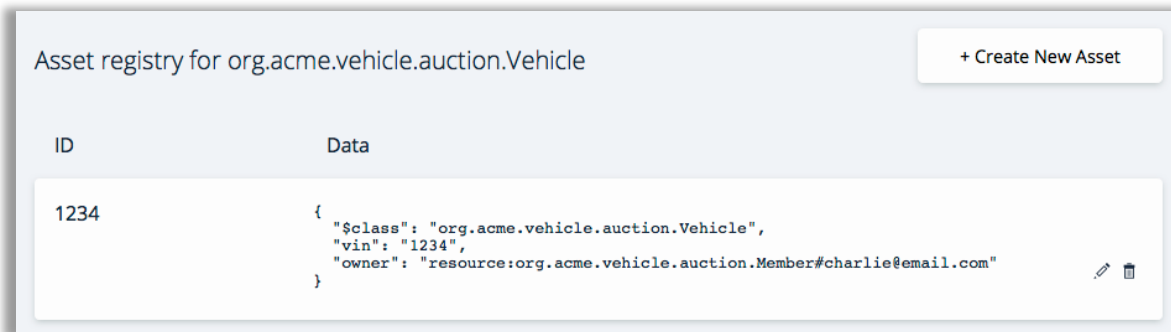 Asset registry for org.acme.vehicle.auction.Vehicle
+ Create New Asset
ID Data
1234
{
"$class": "org.acme.vehicle.auction.Vehicle",
"vin": "1234",
"owner": "resource:org.acme.vehicle.auction.Member#charlie@email.com"
}